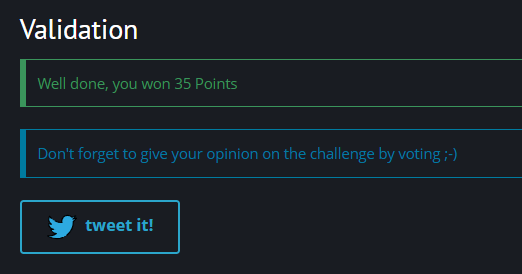 Validation
Well done, you won 35 Points
Don't forget to give your opinion on the challenge by voting ;-)
tweet it!